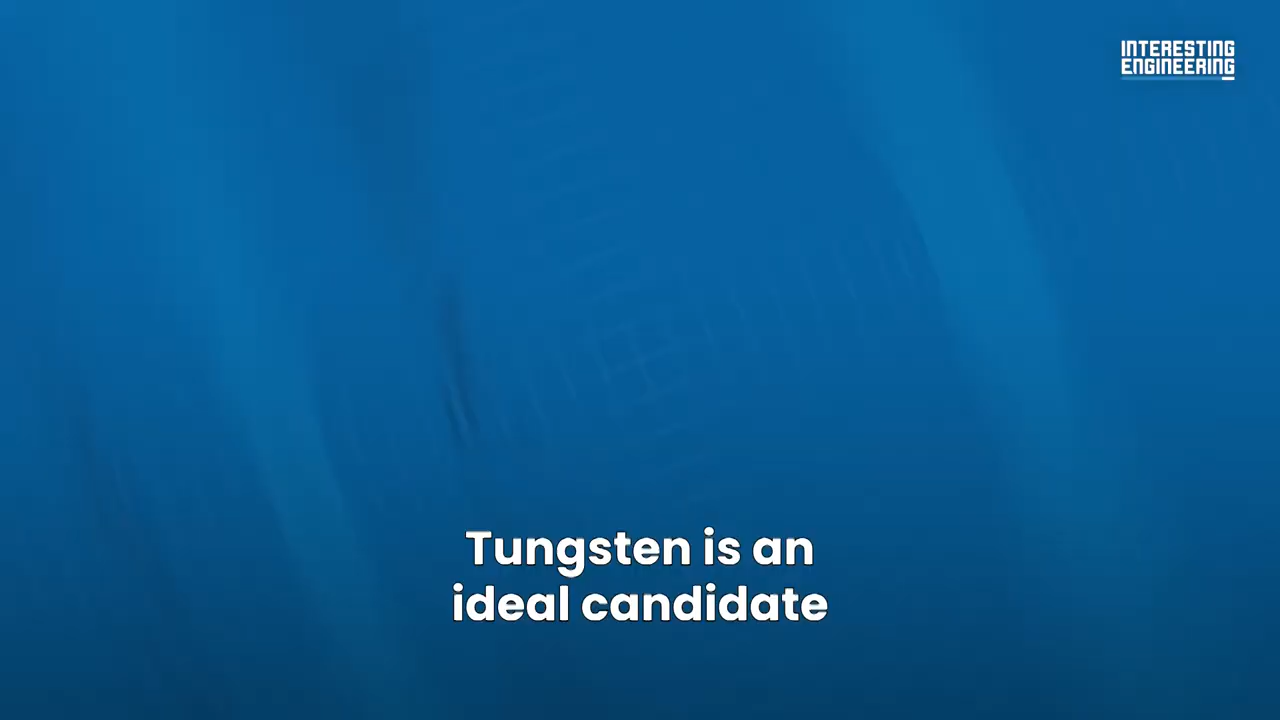 INTERESTING
ENGINEERING
Tungsten is an
ideal candidate